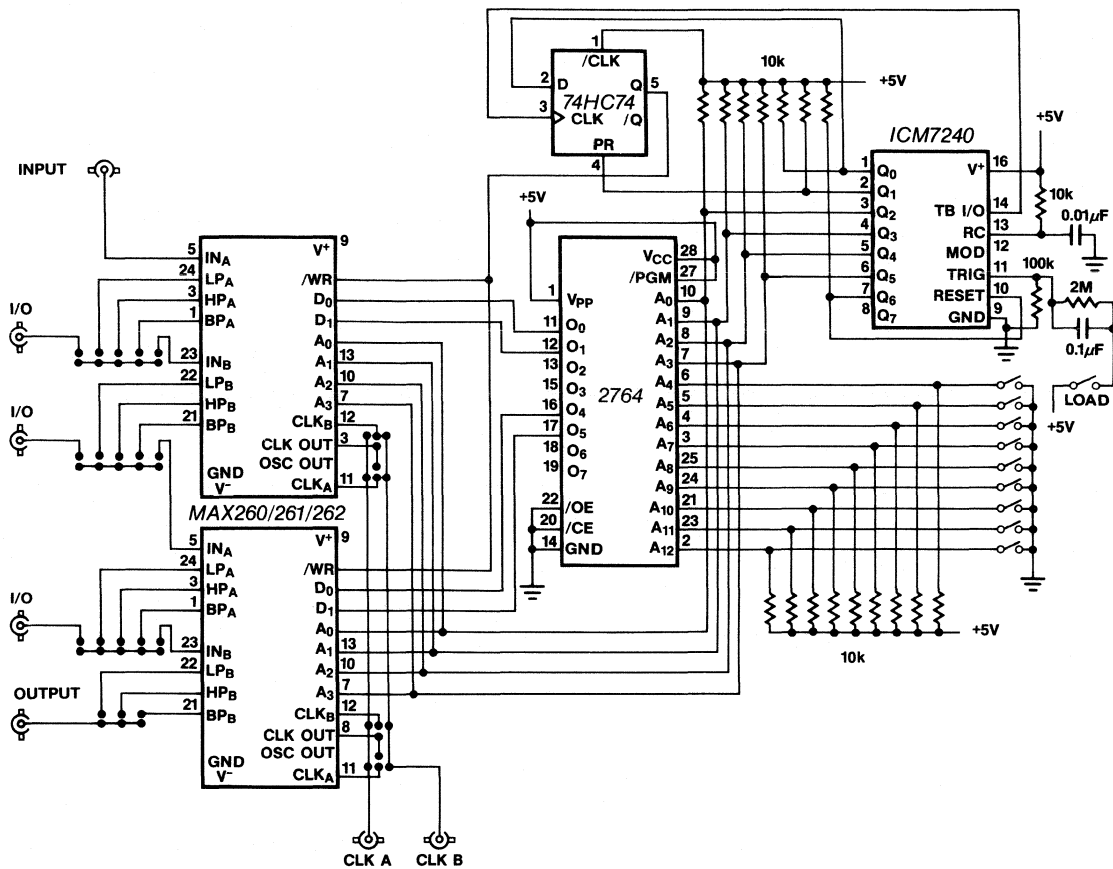 1
/CLK
2 D Q 5
74HC74
3 CLK /Q
PR
4
10k
+5V
+5V
ICM7240
1 Q0 V+ 16
2 Q1
3 Q2 TB I/O 14
4 Q3 RC 13
5 Q4 MOD 12
6 Q5 TRIG 11
7 Q6 RESET 10
8 Q7 GND 9
10k
0.01µF
100k
2M
0.1µF
LOAD
+5V
INPUT
I/O
I/O
5 INA V+ 9
24 LPA /WR
3 HPA D0
1 BPA D1
A0
23 INB A1 13
22 LPB A2 10
HPB A3 7
21 BPB CLKB 12
CLK OUT 3
OSC OUT
GND
V−
CLKA 11
MAX260/261/262
I/O
OUTPUT
5 INA V+ 9
24 LPA /WR
3 HPA D0
1 BPA D1
A0
23 INB A1 13
22 LPB A2 10
HPB A3 7
21 BPB CLKB 12
CLK OUT 8
OSC OUT
GND
V−
CLKA 11
CLK A
CLK B
+5V
2764
1 VPP VCC 28
/PGM 27
A0 10
11 O0 A1 9
12 O1 A2 8
13 O2 A3 7
15 O3 A4 6
16 O4 A5 5
17 O5 A6 4
18 O6 A7 3
19 O7 A8 25
A9 24
22 /OE A10 21
20 /CE A11 23
14 GND A12 2
+5V
10k